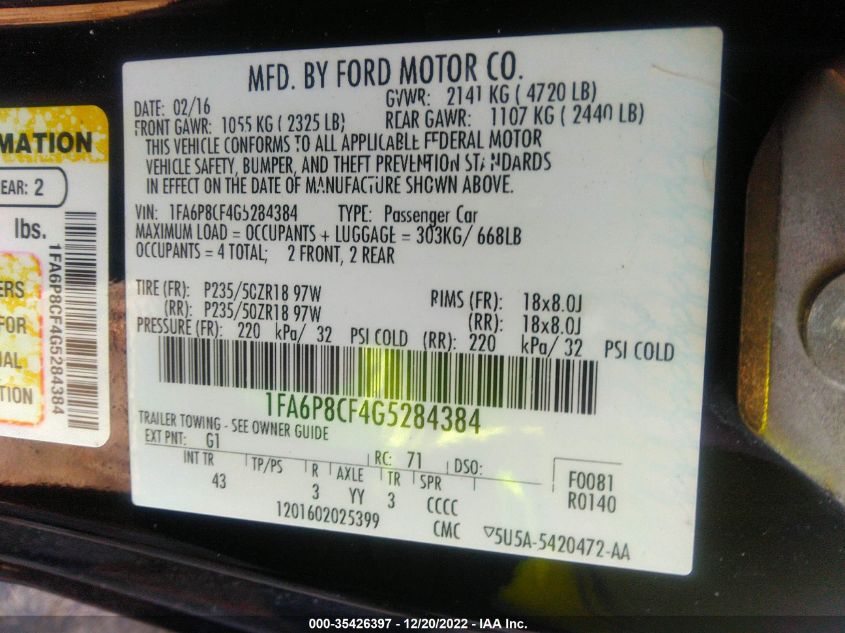 MFD. BY FORD MOTOR CO.
DATE: 02/16
GVWR: 2141 KG ( 4720 LB)
FRONT GAWR: 1055 KG ( 2325 LB)
REAR GAWR: 1107 KG ( 2440 LB)
THIS VEHICLE CONFORMS TO ALL APPLICABLE FEDERAL MOTOR
VEHICLE SAFETY, BUMPER, AND THEFT PREVENTION STANDARDS
IN EFFECT ON THE DATE OF MANUFACTURE SHOWN ABOVE.
VIN: 1FA6P8CF4G5284384 TYPE: Passenger Car
MAXIMUM LOAD = OCCUPANTS + LUGGAGE = 303KG/ 668LB
OCCUPANTS = 4 TOTAL; 2 FRONT, 2 REAR
TIRE (FR): P235/50ZR18 97W RIMS (FR): 18x8.0J
(RR): P235/50ZR18 97W (RR): 18x8.0J
PRESSURE (FR): 220 kPa/ 32 PSI COLD (RR): 220 kPa/ 32 PSI COLD
1FA6P8CF4G5284384
TRAILER TOWING - SEE OWNER GUIDE
EXT PNT: G1 RC: 71 DSO:
INT TR TP/PS R AXLE TR SPR F0081
43 3 YY 3 CCCC R0140
1201602025399 CMC 5U5A-5420472-AA
MATION
EAR: 2
lbs.
1FA6P8CF4G5284384
ERS
FOR
IAL
TION
000-35426397 - 12/20/2022 - IAA Inc.